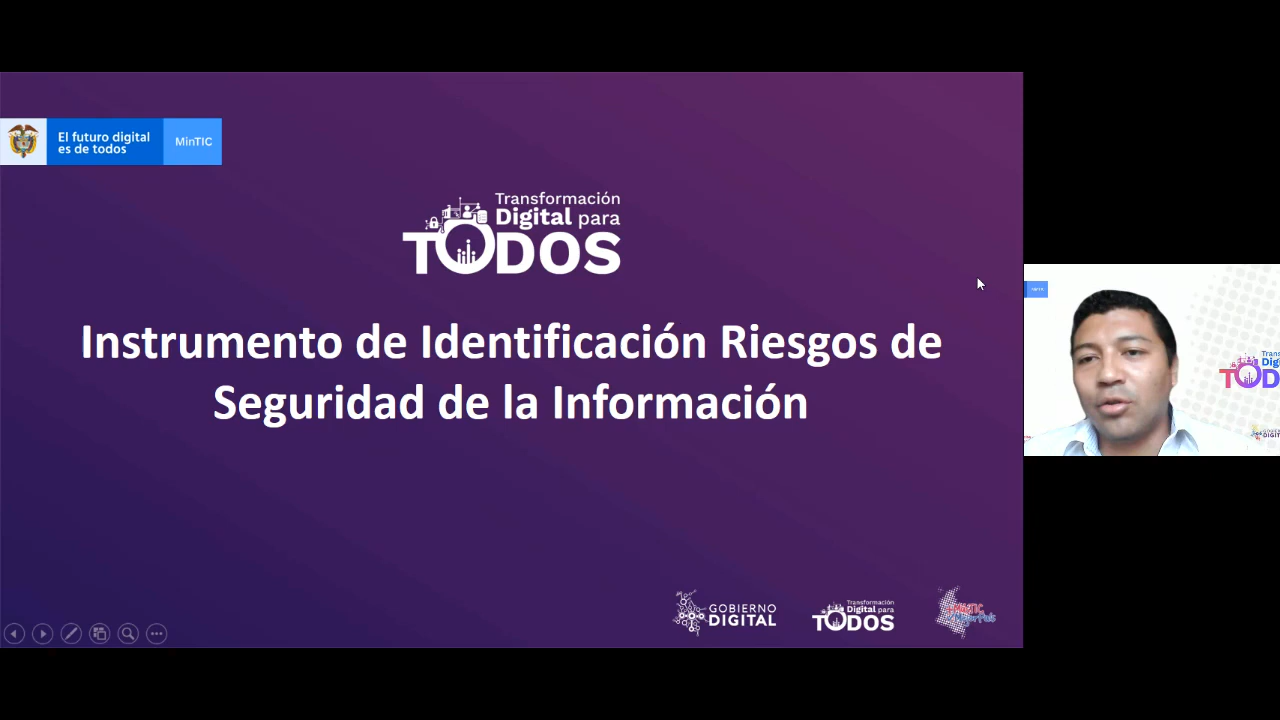 El futuro digital
es de todos
MinTIC
Transformación
Digital para
TODOS
Instrumento de Identificación Riesgos de
Seguridad de la Información
GOBIERNO
DIGITAL
Transformación
Digital para
TODOS